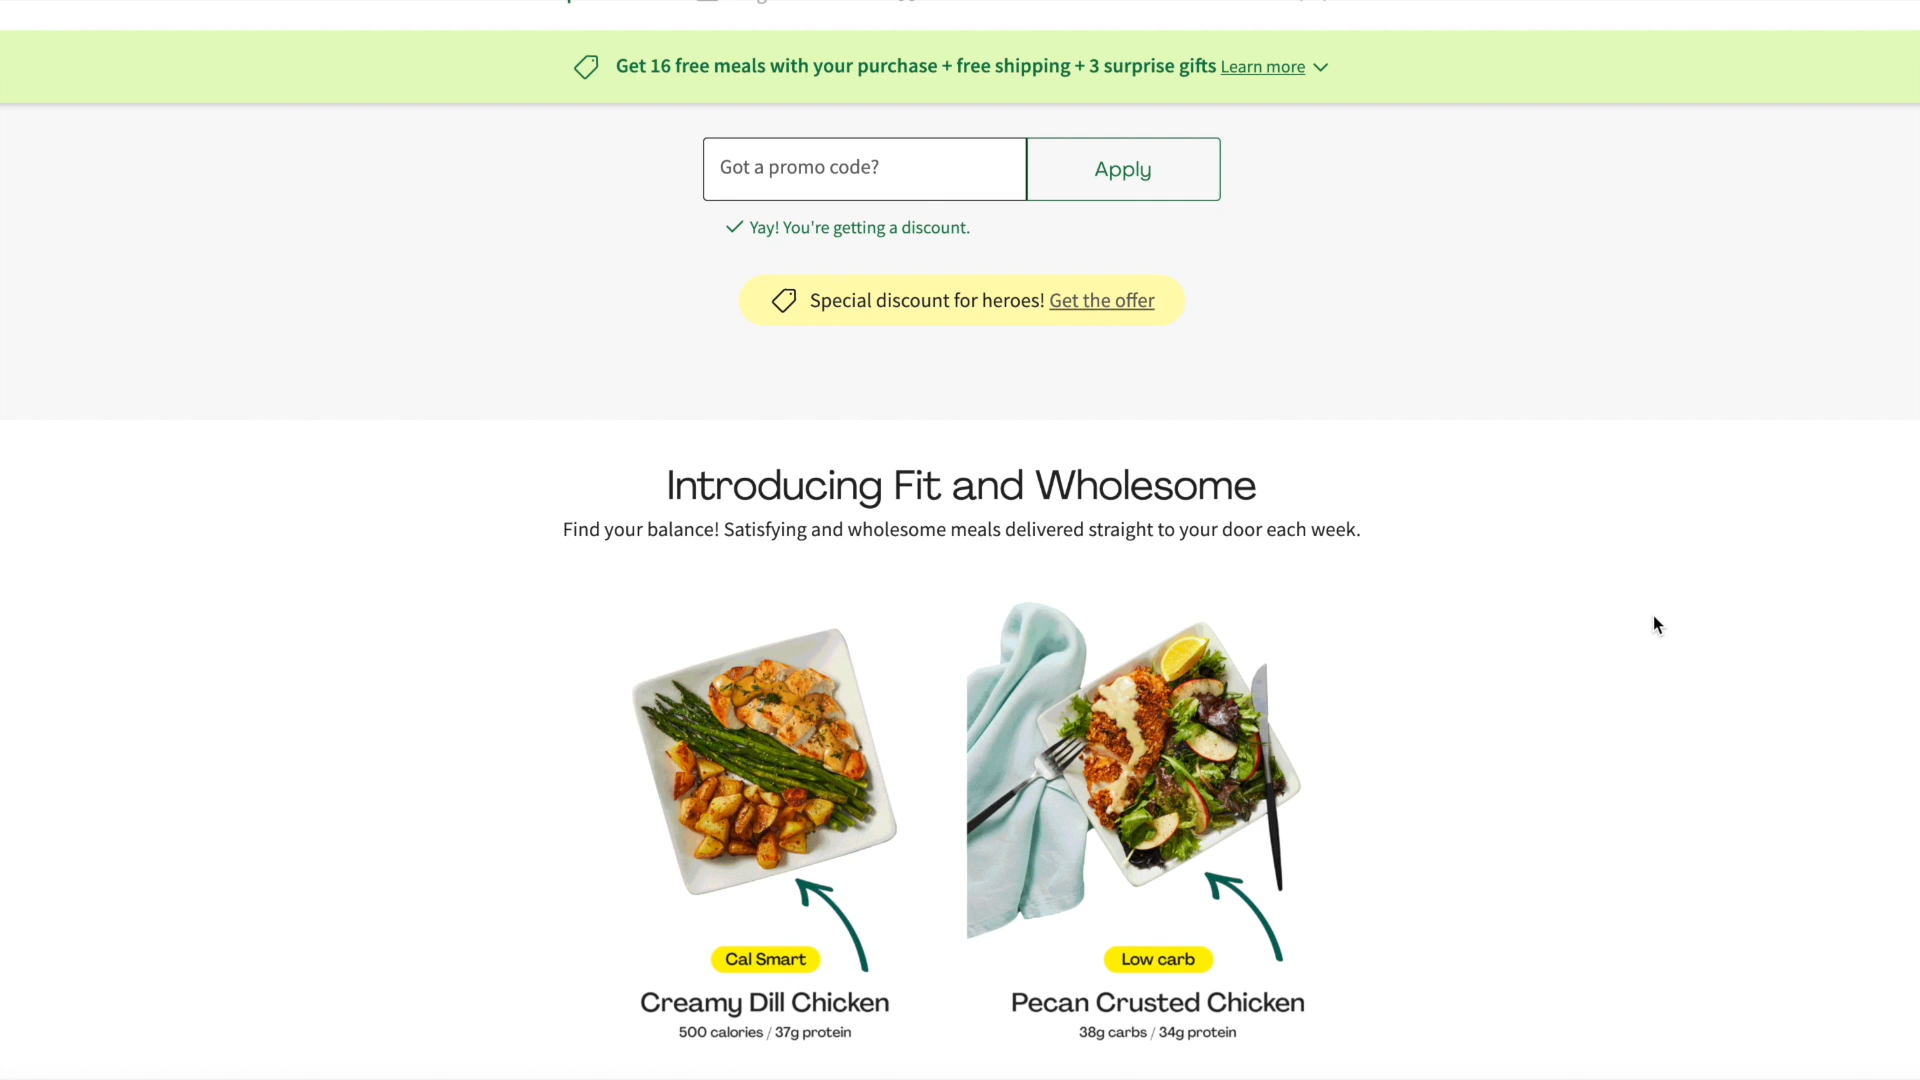 Get 16 free meals with your purchase + free shipping + 3 surprise gifts Learn more
Got a promo code?
Apply
Yay! You're getting a discount.
Special discount for heroes! Get the offer
Introducing Fit and Wholesome
Find your balance! Satisfying and wholesome meals delivered straight to your door each week.
Cal Smart
Low carb
Creamy Dill Chicken
Pecan Crusted Chicken
500 calories / 37g protein
38g carbs / 34g protein